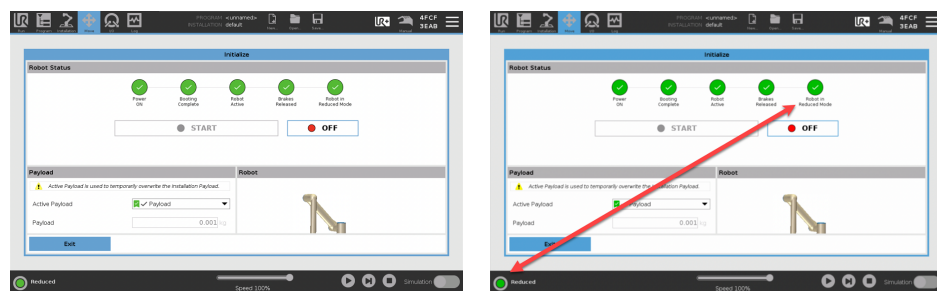 PROGRAM <unnamed>
INSTALLATION default
4FCF
3EAB
Run Program Installation Move I/O Log
New... Open... Save...
Manual
Initialize
Robot Status
Power ON
Booting Complete
Robot Active
Brakes Released
Robot in Reduced Mode
START
OFF
Payload
Robot
Active Payload is used to temporarily overwrite the Installation Payload.
Active Payload
Payload
Payload
0.001 kg
Exit
Reduced
Speed 100%
Simulation
PROGRAM <unnamed>
INSTALLATION default
4FCF
3EAB
Run Program Installation Move I/O Log
New... Open... Save...
Manual
Initialize
Robot Status
Power ON
Booting Complete
Robot Active
Brakes Released
Robot in Reduced Mode
START
OFF
Payload
Robot
Active Payload is used to temporarily overwrite the Installation Payload.
Active Payload
Payload
Payload
0.001 kg
Reduced
Speed 100%
Simulation